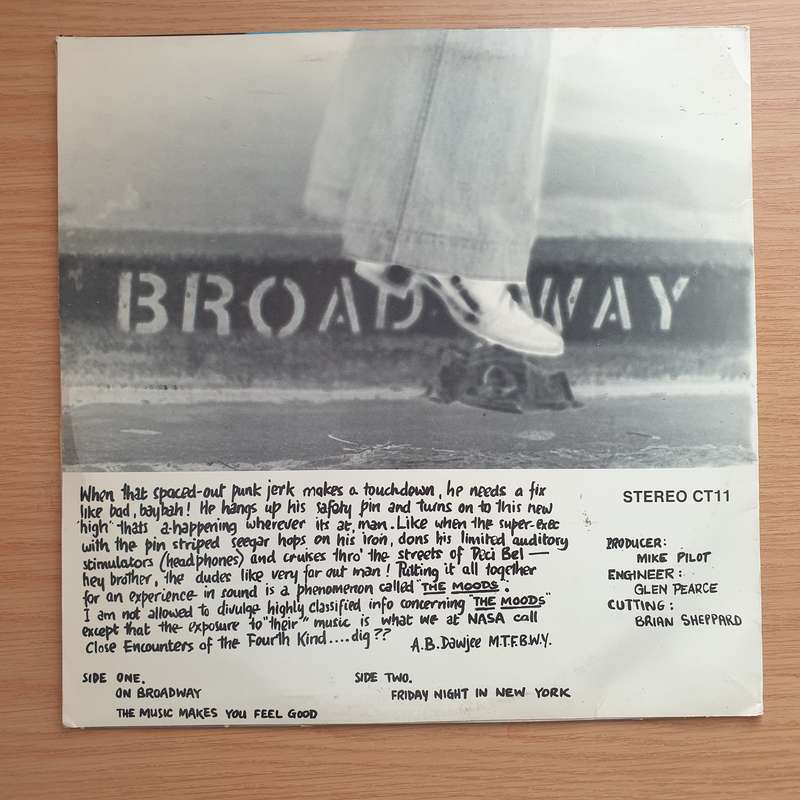 BROADWAY
When that spaced-out punk jerk makes a touchdown, he needs a fix
like bad, baybah! He hangs up his safety pin and turns on to this new
'high' thats a-happening wherever its at, man. Like when the super-exec
with the pin striped seegar hops on his iron, dons his limited auditory
stimulators (headphones) and cruises thro' the streets of Deci Bel —
hey brother, the dudes like very far out man! Putting it all together
for an experience in sound is a phenomenon called "THE MOODS".
I am not allowed to divulge highly classified info concerning "THE MOODS"
except that the exposure to "their" music is what we at NASA call
Close Encounters of the Fourth Kind....dig??
A.B.Dawjee M.T.F.B.W.Y.
STEREO CT11
PRODUCER:
MIKE PILOT
ENGINEER:
GLEN PEARCE
CUTTING:
BRIAN SHEPPARD
SIDE ONE.
ON BROADWAY
THE MUSIC MAKES YOU FEEL GOOD
SIDE TWO.
FRIDAY NIGHT IN NEW YORK